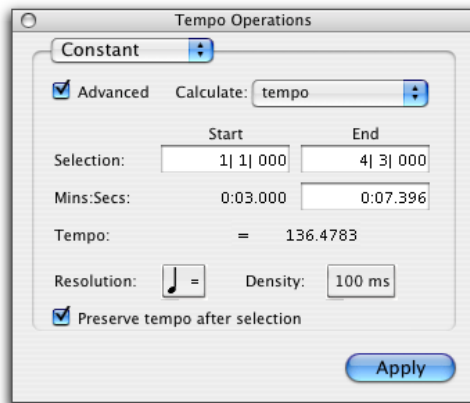 Tempo Operations
Constant
Advanced Calculate: tempo
Start End
Selection: 1| 1| 000 4| 3| 000
Mins:Secs: 0:03.000 0:07.396
Tempo: = 136.4783
Resolution: ♩ = Density: 100 ms
Preserve tempo after selection
Apply